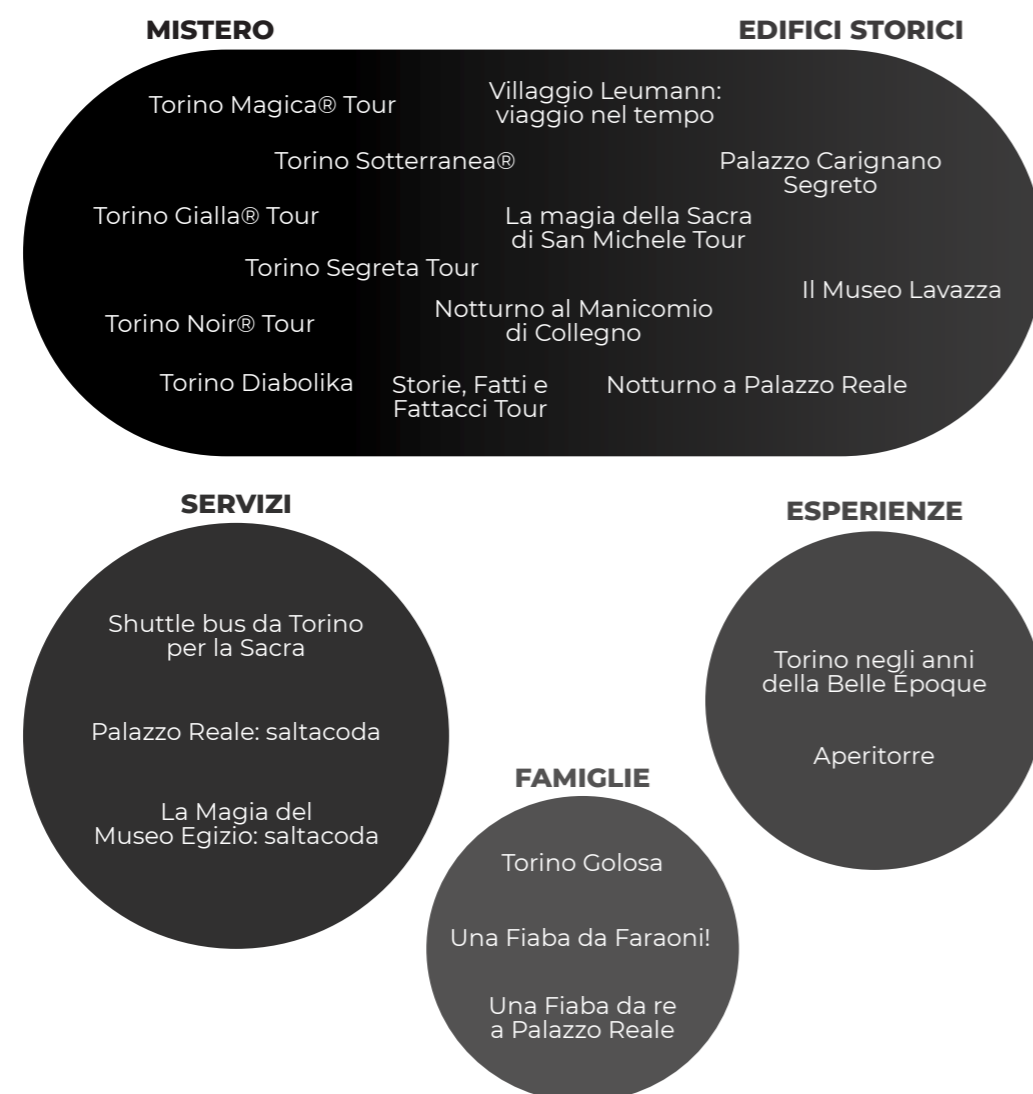 MISTERO
EDIFICI STORICI
Torino Magica® Tour
Villaggio Leumann:
viaggio nel tempo
Torino Sotterranea®
Palazzo Carignano
Segreto
Torino Gialla® Tour
La magia della Sacra
di San Michele Tour
Torino Segreta Tour
Il Museo Lavazza
Torino Noir® Tour
Notturno al Manicomio
di Collegno
Torino Diabolika
Storie, Fatti e
Fattacci Tour
Notturno a Palazzo Reale
SERVIZI
Shuttle bus da Torino
per la Sacra
Palazzo Reale: saltacoda
La Magia del
Museo Egizio: saltacoda
ESPERIENZE
Torino negli anni
della Belle Époque
Aperitorre
FAMIGLIE
Torino Golosa
Una Fiaba da Faraoni!
Una Fiaba da re
a Palazzo Reale